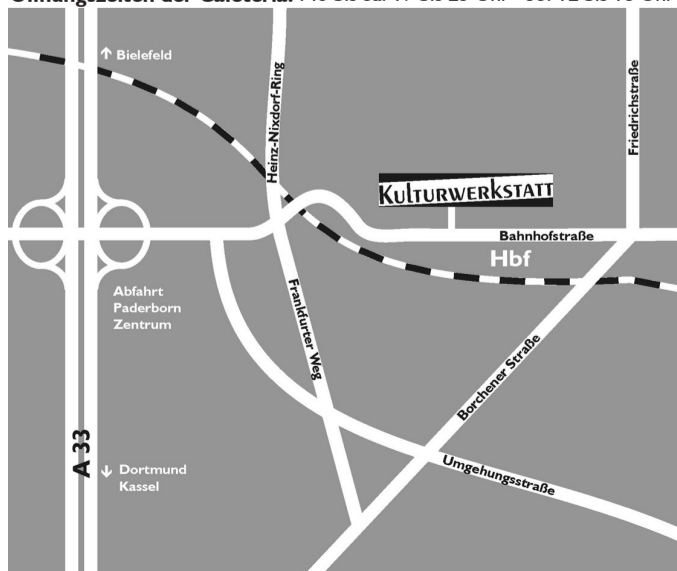 ↑ Bielefeld
Heinz-Nixdorf-Ring
Friedrichstraße
KULTURWERKSTATT
Bahnhofstraße
Hbf
Abfahrt
Paderborn
Zentrum
Frankfurter Weg
Borchener Straße
A 33
↓ Dortmund
Kassel
Umgehungsstraße